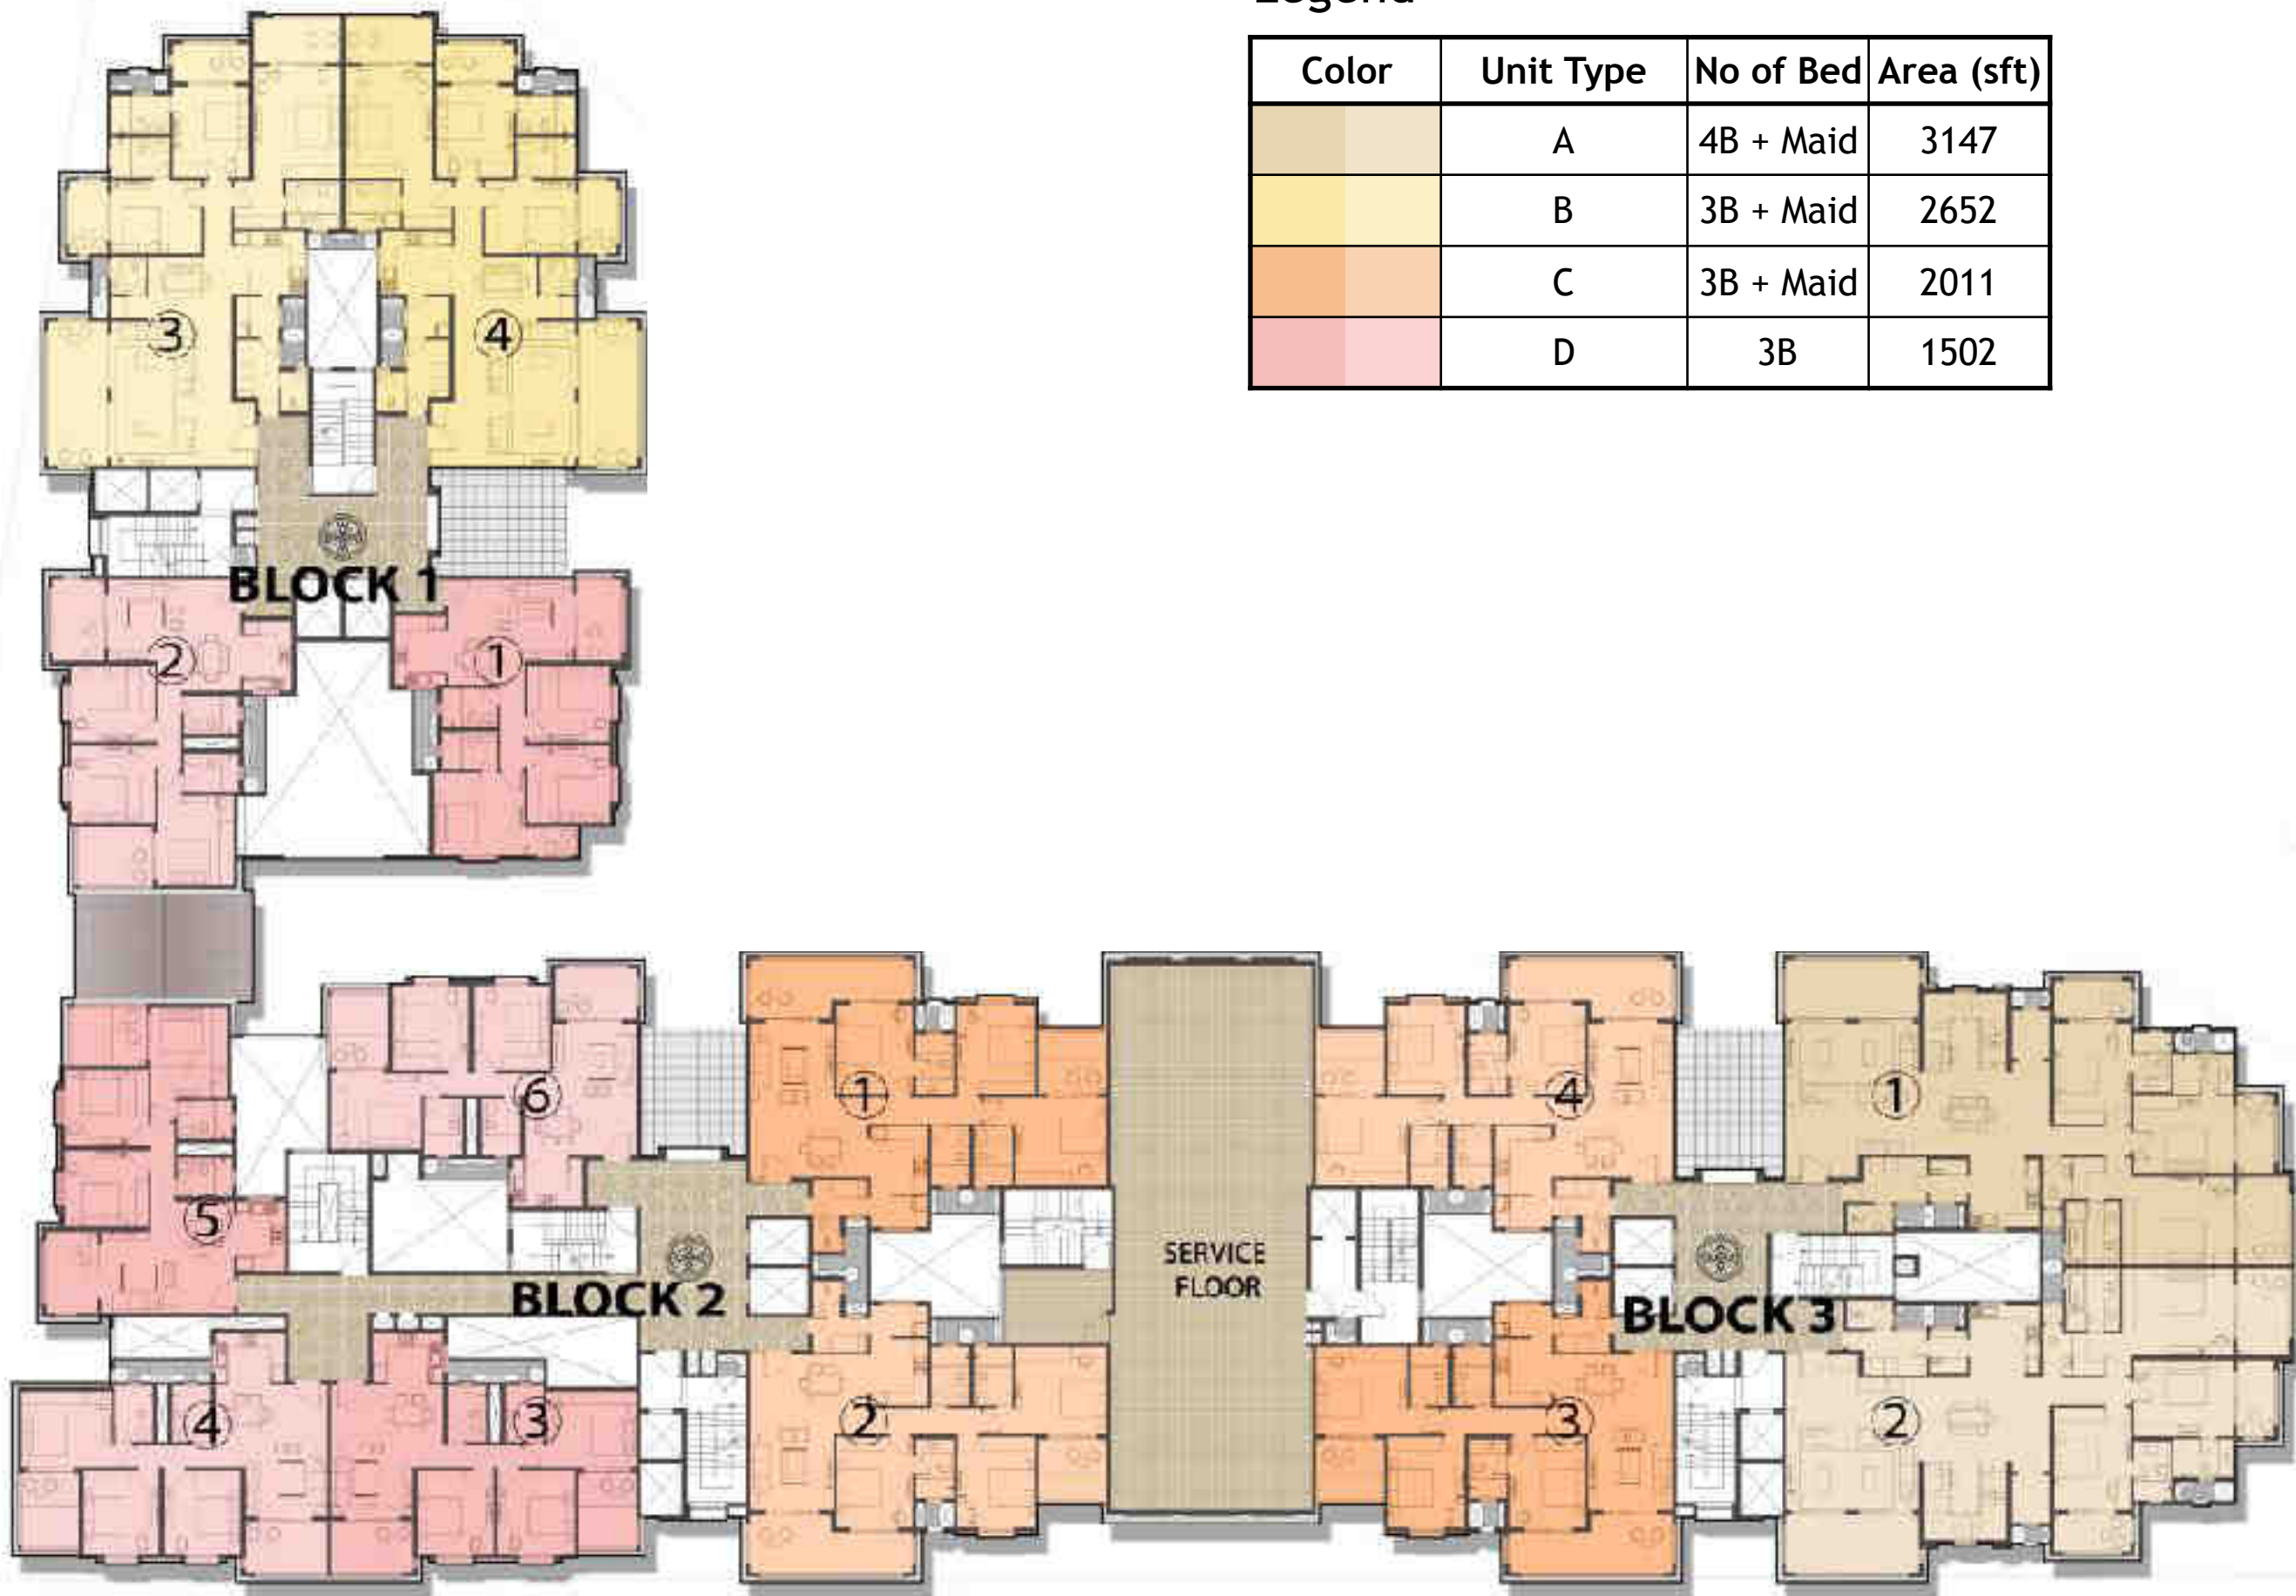 Legend
Color Unit Type No of Bed Area (sft)
A 4B + Maid 3147
B 3B + Maid 2652
C 3B + Maid 2011
D 3B 1502
3 4
BLOCK 1
2 1
6 1 4 1
5
SERVICE
FLOOR
BLOCK 2 BLOCK 3
4 3 2 3 2